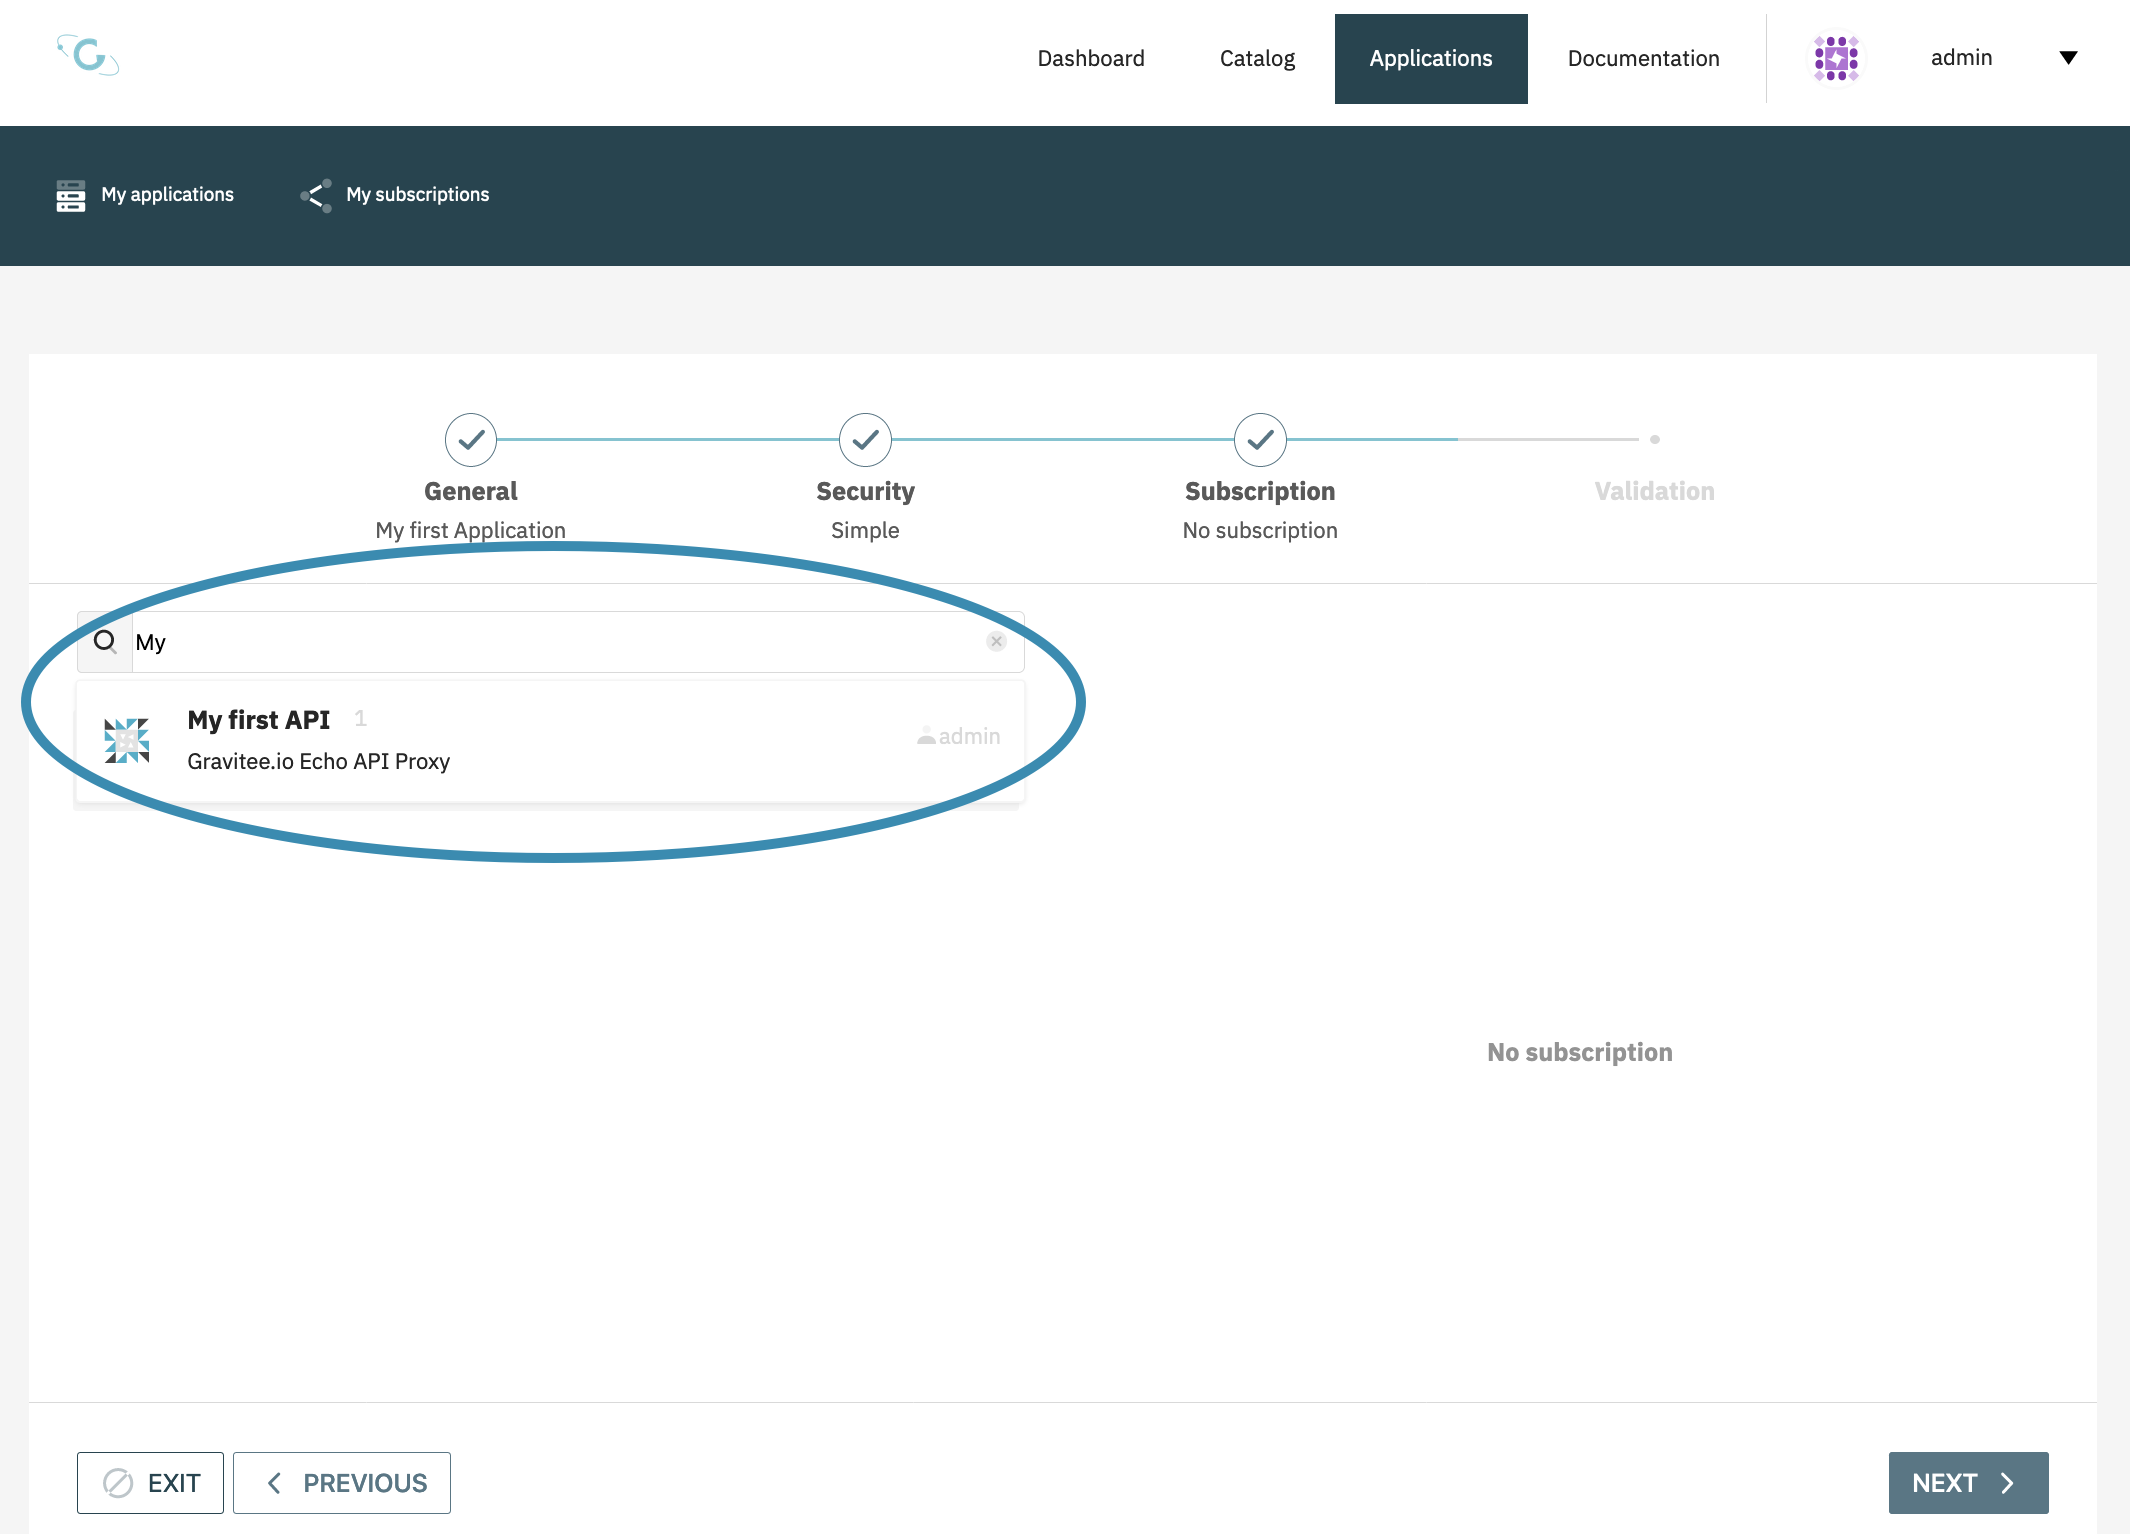 Dashboard Catalog Applications Documentation admin
My applications My subscriptions
General Security Subscription Validation
My first Application Simple No subscription
My
My first API 1
admin
Gravitee.io Echo API Proxy
No subscription
EXIT PREVIOUS NEXT